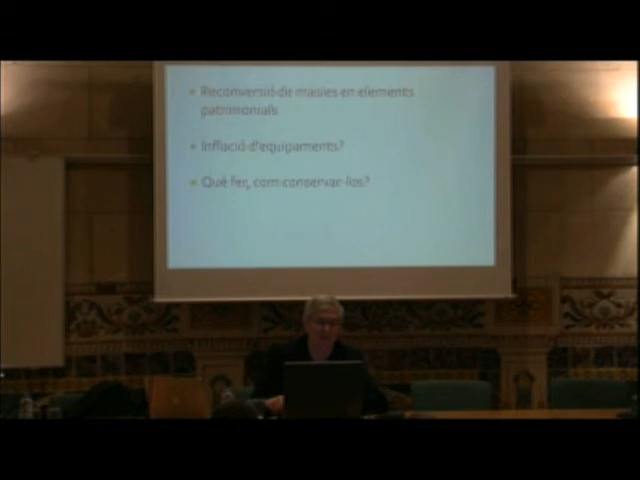 • Reconversió de masies en elements
patrimonials
• Inflació d'equipaments?
• Què fer, com conservar-los?